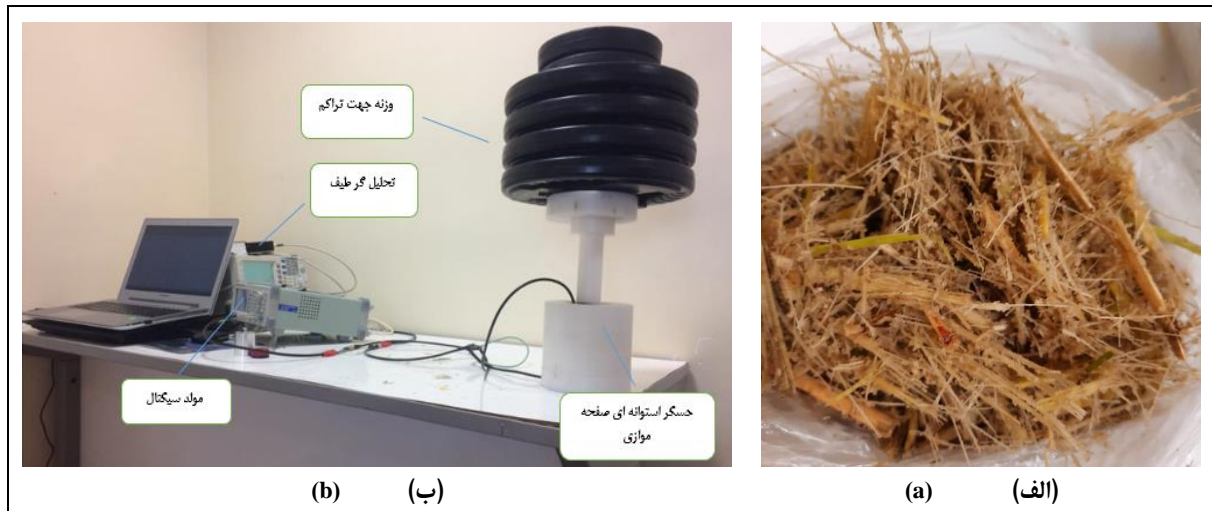 وزنه جهت تراکم
تحلیل گر طیف
مولد سیگنال
حسگر استوانه ای صفحه
موازی
(الف) (a)
(ب) (b)